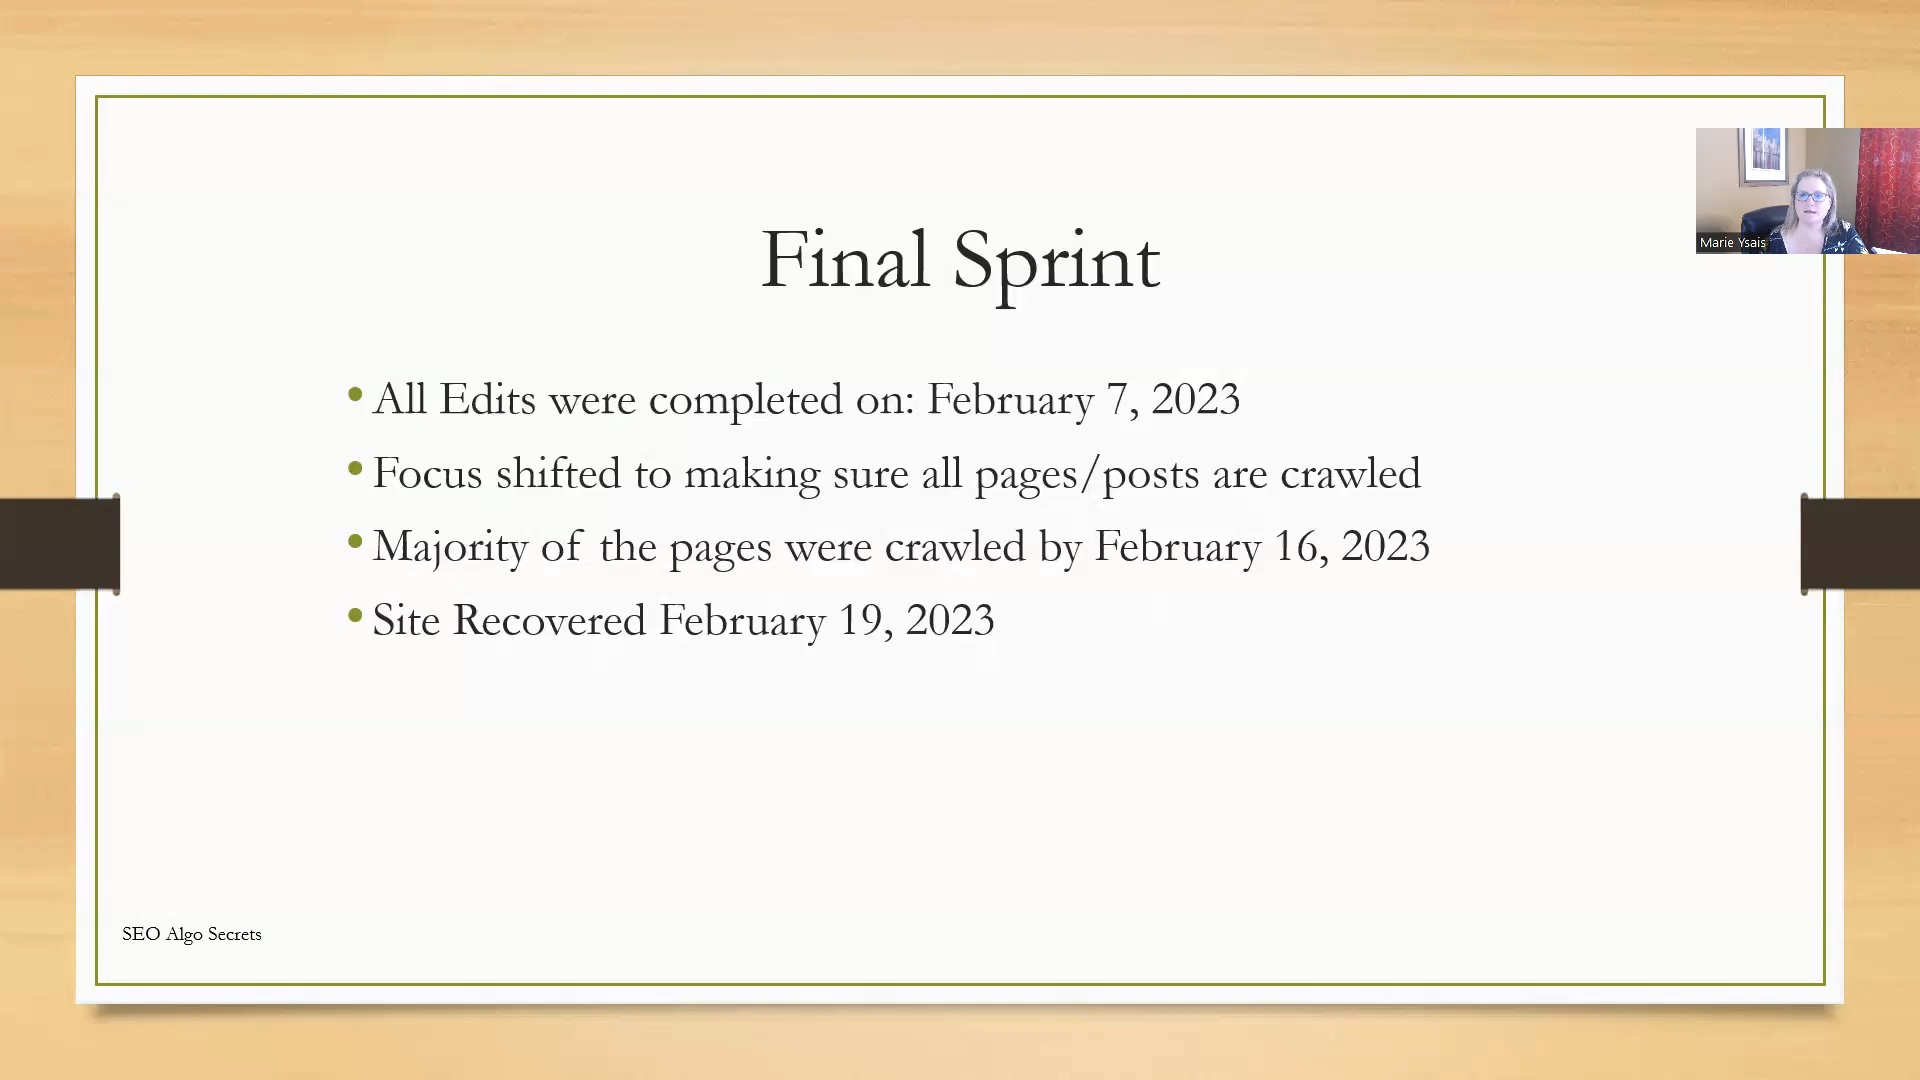 Final Sprint
All Edits were completed on: February 7, 2023
Focus shifted to making sure all pages/posts are crawled
Majority of the pages were crawled by February 16, 2023
Site Recovered February 19, 2023
Marie Ysais
SEO Algo Secrets